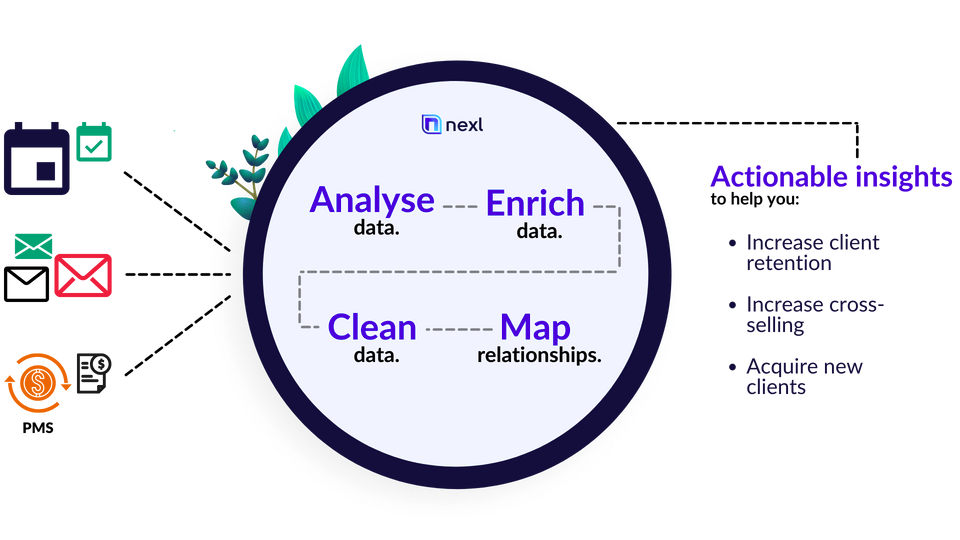 nexl
Analyse
data.
Enrich
data.
Clean
data.
Map
relationships.
PMS
Actionable insights
to help you:
• Increase client
retention
• Increase cross-
selling
• Acquire new
clients